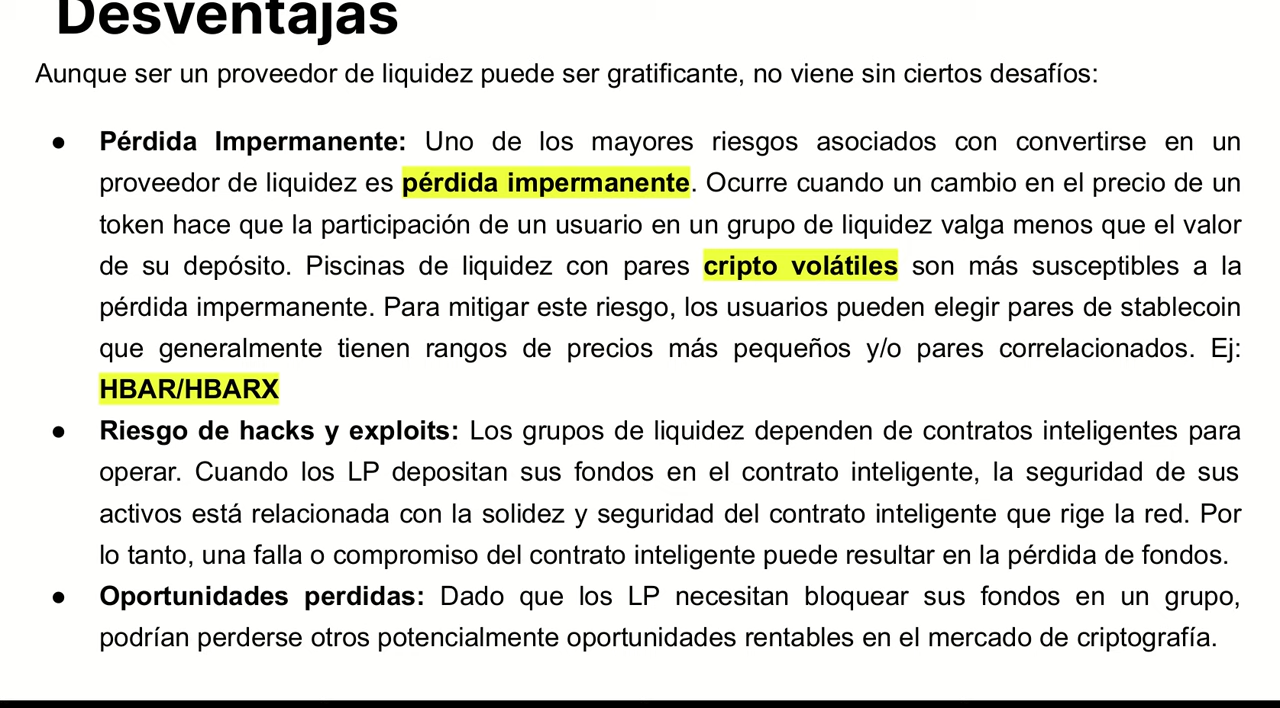 Desventajas
Aunque ser un proveedor de liquidez puede ser gratificante, no viene sin ciertos desafíos:
● Pérdida Impermanente: Uno de los mayores riesgos asociados con convertirse en un
proveedor de liquidez es pérdida impermanente. Ocurre cuando un cambio en el precio de un
token hace que la participación de un usuario en un grupo de liquidez valga menos que el valor
de su depósito. Piscinas de liquidez con pares cripto volátiles son más susceptibles a la
pérdida impermanente. Para mitigar este riesgo, los usuarios pueden elegir pares de stablecoin
que generalmente tienen rangos de precios más pequeños y/o pares correlacionados. Ej:
HBAR/HBARX
● Riesgo de hacks y exploits: Los grupos de liquidez dependen de contratos inteligentes para
operar. Cuando los LP depositan sus fondos en el contrato inteligente, la seguridad de sus
activos está relacionada con la solidez y seguridad del contrato inteligente que rige la red. Por
lo tanto, una falla o compromiso del contrato inteligente puede resultar en la pérdida de fondos.
● Oportunidades perdidas: Dado que los LP necesitan bloquear sus fondos en un grupo,
podrían perderse otros potencialmente oportunidades rentables en el mercado de criptografía.